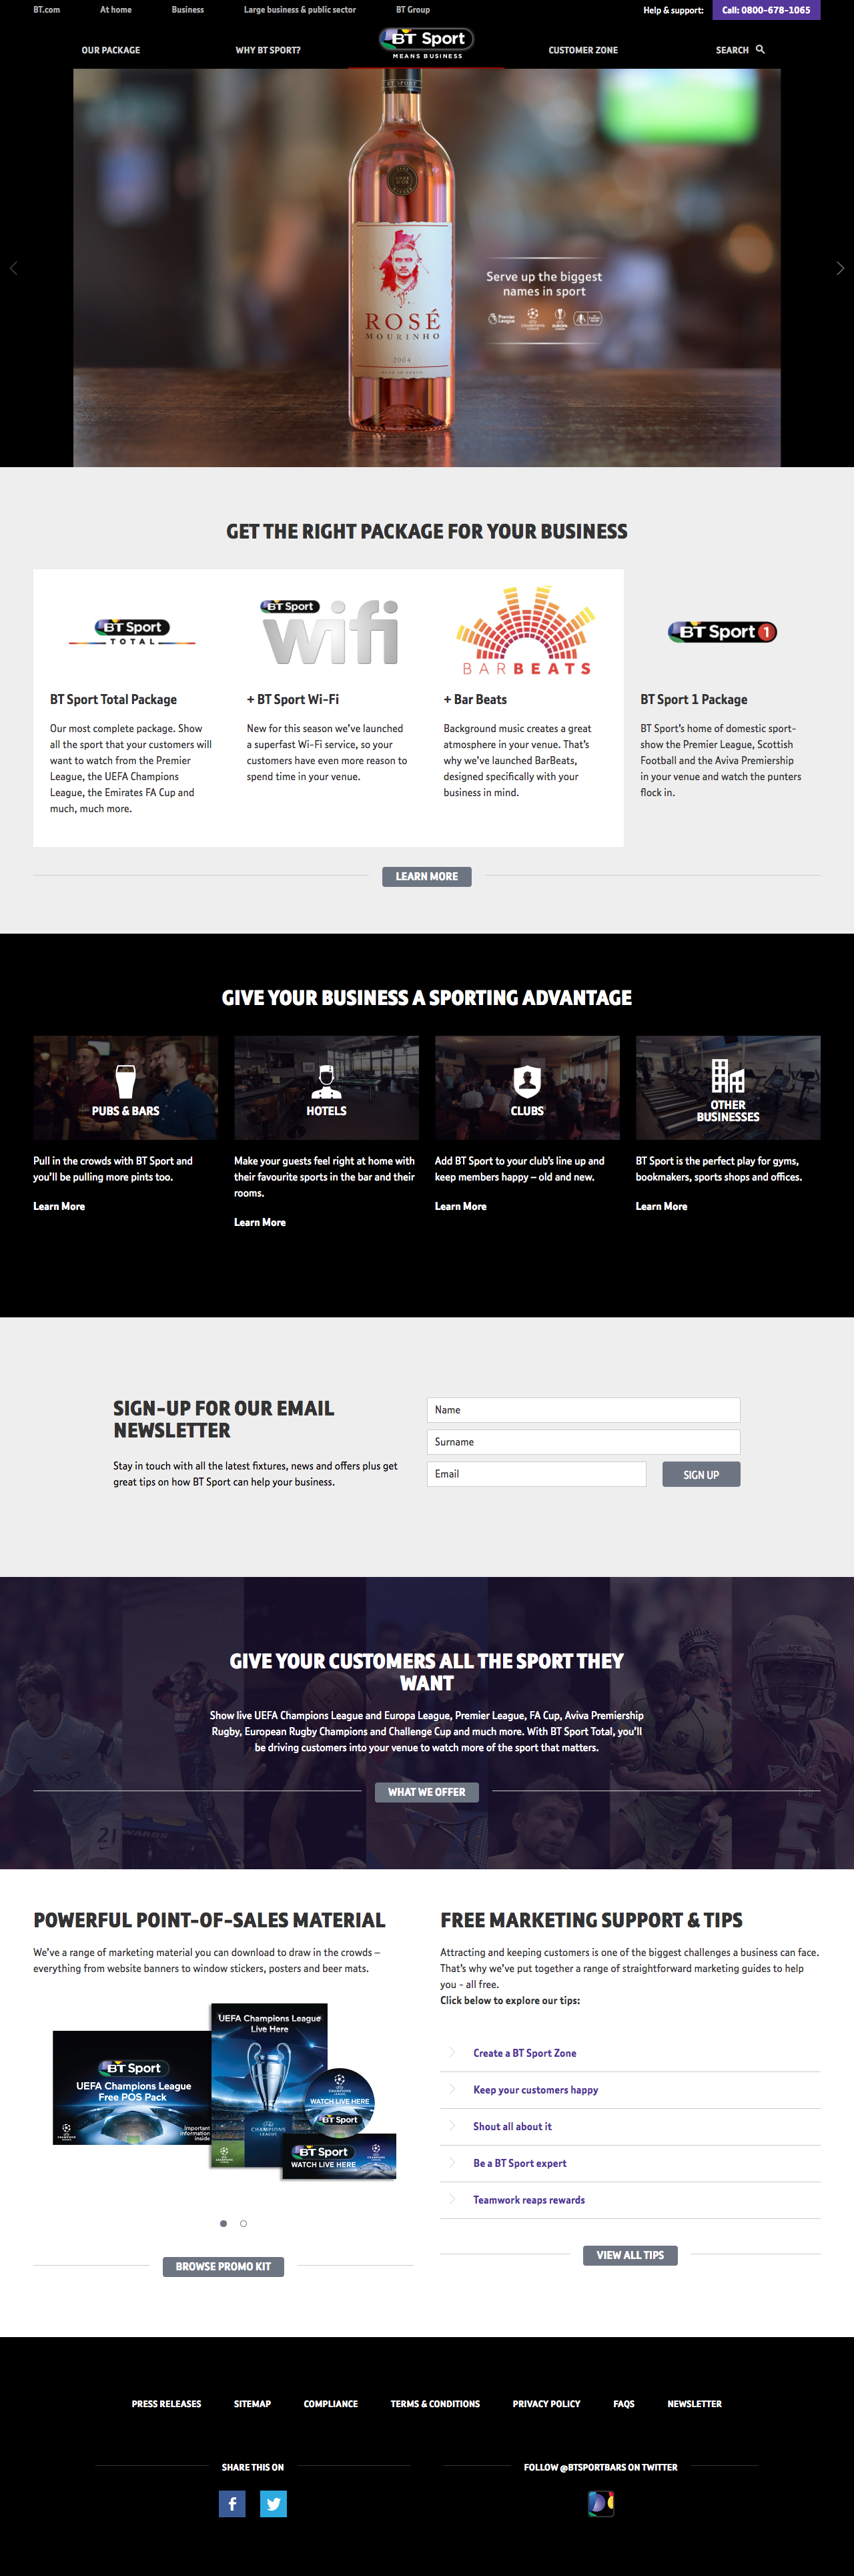 BT.com At home Business Large business & public sector BT Group Help & support: Call: 0800-678-1065
OUR PACKAGE WHY BT SPORT? BT Sport CUSTOMER ZONE SEARCH
MEANS BUSINESS
BT SPORT
ROSÉ
MOURINHO
2004
Serve up the biggest
names in sport
Premier
League
GET THE RIGHT PACKAGE FOR YOUR BUSINESS
BT Sport
TOTAL
BT Sport
wifi
BARBEATS
BT Sport 1
BT Sport Total Package
Our most complete package. Show
all the sport that your customers will
want to watch from the Premier
League, the UEFA Champions
League, the Emirates FA Cup and
much, much more.
+ BT Sport Wi-Fi
New for this season we've launched
a superfast Wi-Fi service, so your
customers have even more reason to
spend time in your venue.
+ Bar Beats
Background music creates a great
atmosphere in your venue. That's
why we've launched BarBeats,
designed specifically with your
business in mind.
BT Sport 1 Package
BT Sport's home of domestic sport-
show the Premier League, Scottish
Football and the Aviva Premiership
in your venue and watch the punters
flock in.
LEARN MORE
GIVE YOUR BUSINESS A SPORTING ADVANTAGE
PUBS & BARS
Pull in the crowds with BT Sport and
you'll be pulling more pints too.
Learn More
HOTELS
Make your guests feel right at home with
their favourite sports in the bar and their
rooms.
Learn More
CLUBS
Add BT Sport to your club's line up and
keep members happy – old and new.
Learn More
OTHER
BUSINESSES
BT Sport is the perfect play for gyms,
bookmakers, sports shops and offices.
Learn More
SIGN-UP FOR OUR EMAIL
NEWSLETTER
Stay in touch with all the latest fixtures, news and offers plus get
great tips on how BT Sport can help your business.
Name
Surname
Email
SIGN UP
GIVE YOUR CUSTOMERS ALL THE SPORT THEY
WANT
Show live UEFA Champions League and Europa League, Premier League, FA Cup, Aviva Premiership
Rugby, European Rugby Champions and Challenge Cup and much more. With BT Sport Total, you'll
be driving customers into your venue to watch more of the sport that matters.
WHAT WE OFFER
21
POWERFUL POINT-OF-SALES MATERIAL
We've a range of marketing material you can download to draw in the crowds –
everything from website banners to window stickers, posters and beer mats.
BT Sport
UEFA Champions League
Free POS Pack
Important
information
inside
UEFA Champions League
Live Here
CHAMPIONS
LEAGUE
WATCH LIVE HERE
BT Sport
BT Sport
WATCH LIVE HERE
BROWSE PROMO KIT
FREE MARKETING SUPPORT & TIPS
Attracting and keeping customers is one of the biggest challenges a business can face.
That's why we've put together a range of straightforward marketing guides to help
you - all free.
Click below to explore our tips:
Create a BT Sport Zone
Keep your customers happy
Shout all about it
Be a BT Sport expert
Teamwork reaps rewards
VIEW ALL TIPS
PRESS RELEASES SITEMAP COMPLIANCE TERMS & CONDITIONS PRIVACY POLICY FAQS NEWSLETTER
SHARE THIS ON
FOLLOW @BTSPORTBARS ON TWITTER